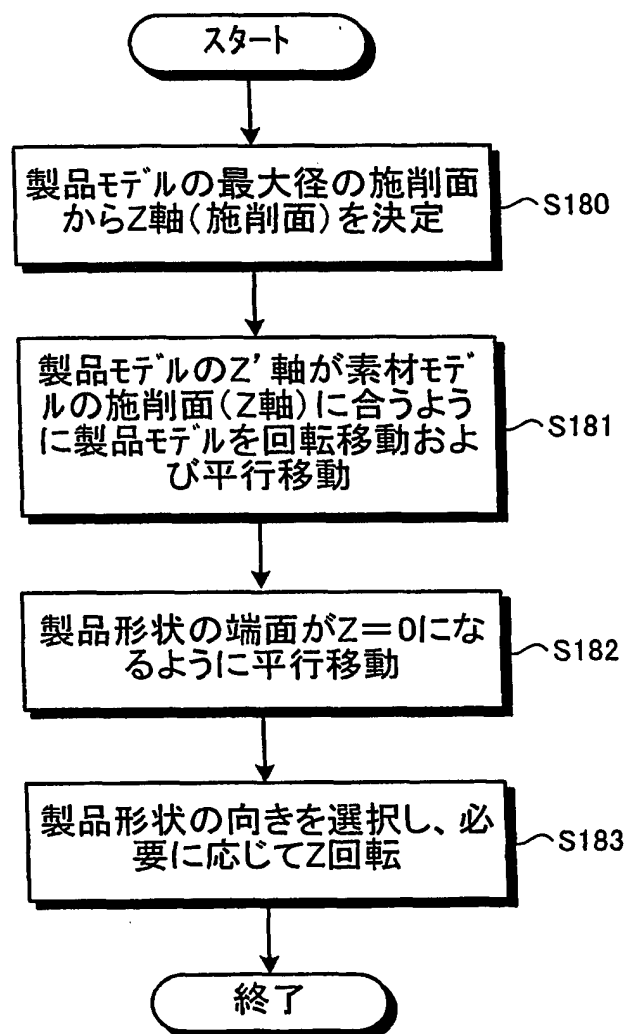 スタート
製品モデルの最大径の施削面
からZ軸(施削面)を決定
S180
製品モデルのZ'軸が素材モデ
ルの施削面(Z軸)に合うよう
に製品モデルを回転移動およ
び平行移動
S181
製品形状の端面がZ=0にな
るように平行移動
S182
製品形状の向きを選択し、必
要に応じてZ回転
S183
終了